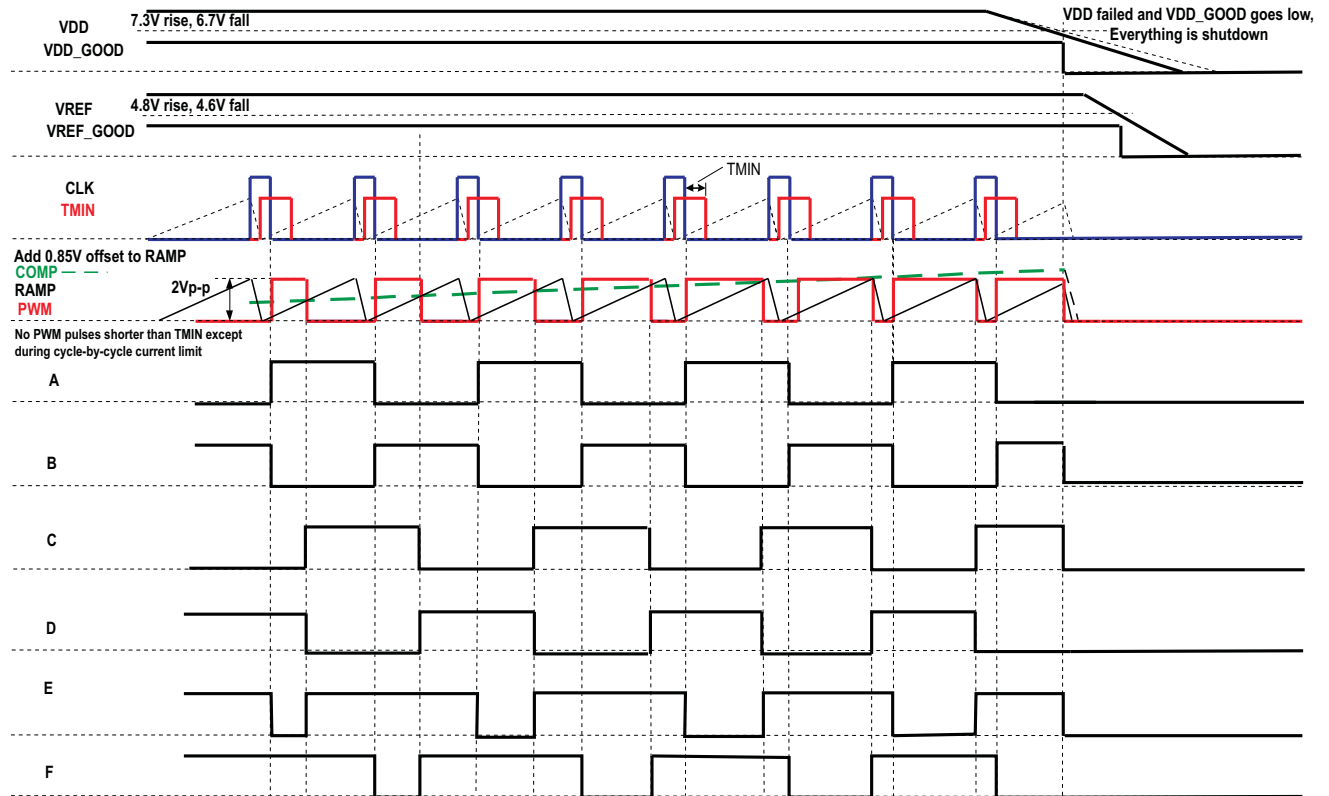 VDD
7.3V rise, 6.7V fall
VDD failed and VDD_GOOD goes low,
Everything is shutdown
VDD_GOOD
VREF
4.8V rise, 4.6V fall
VREF_GOOD
CLK
TMIN
TMIN
Add 0.85V offset to RAMP
COMP
RAMP
2Vp-p
PWM
No PWM pulses shorter than TMIN except
during cycle-by-cycle current limit
A
B
C
D
E
F